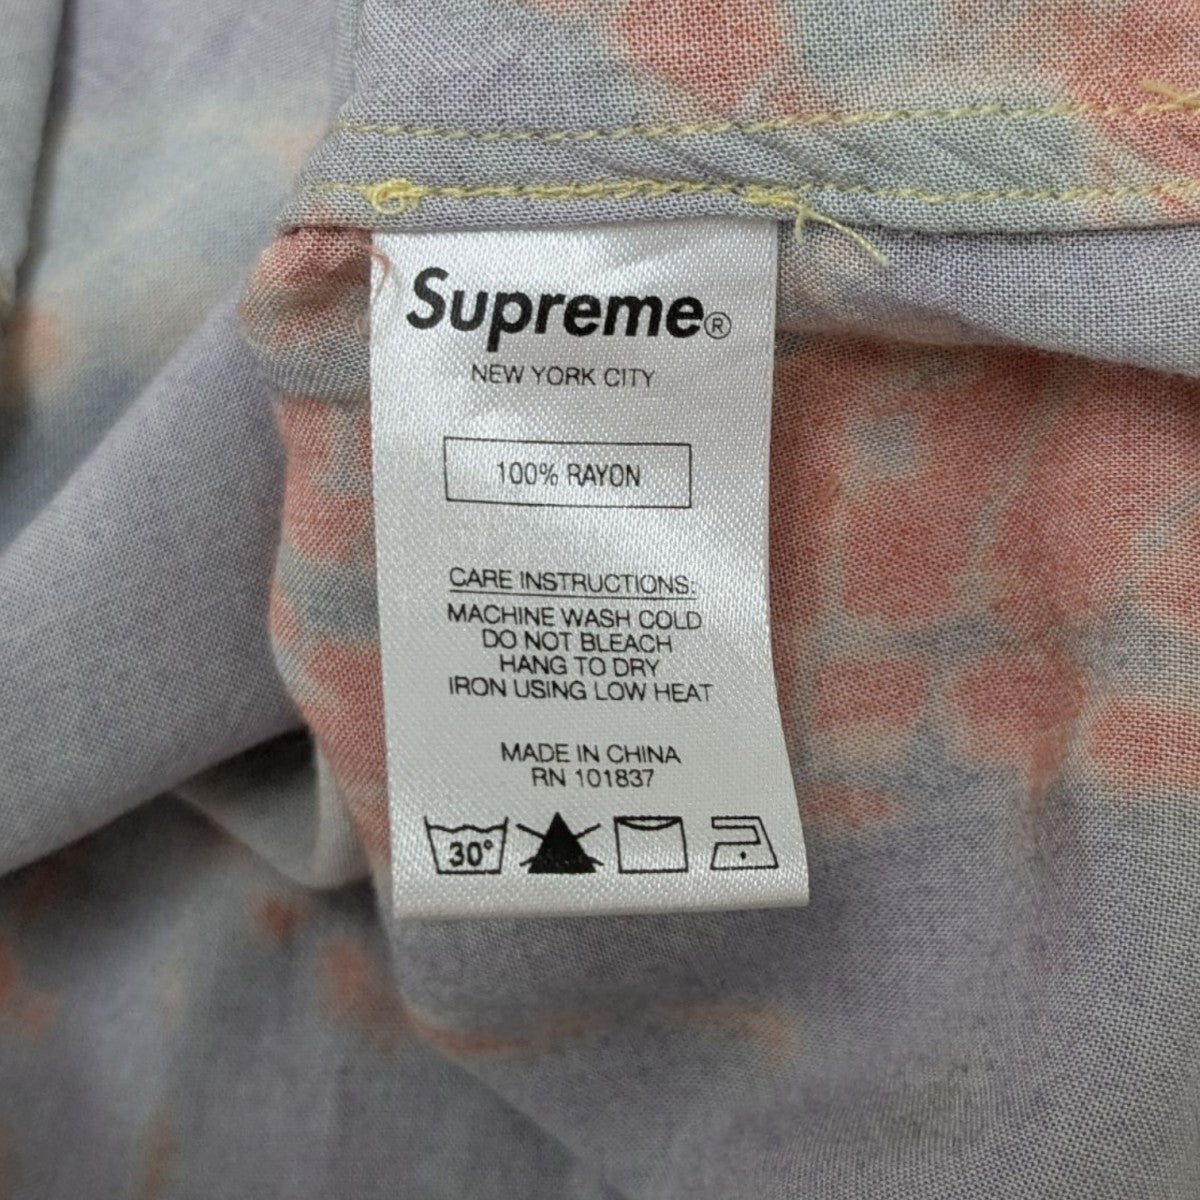 Supreme®
NEW YORK CITY
100% RAYON
CARE INSTRUCTIONS:
MACHINE WASH COLD
DO NOT BLEACH
HANG TO DRY
IRON USING LOW HEAT
MADE IN CHINA
RN 101837
30°